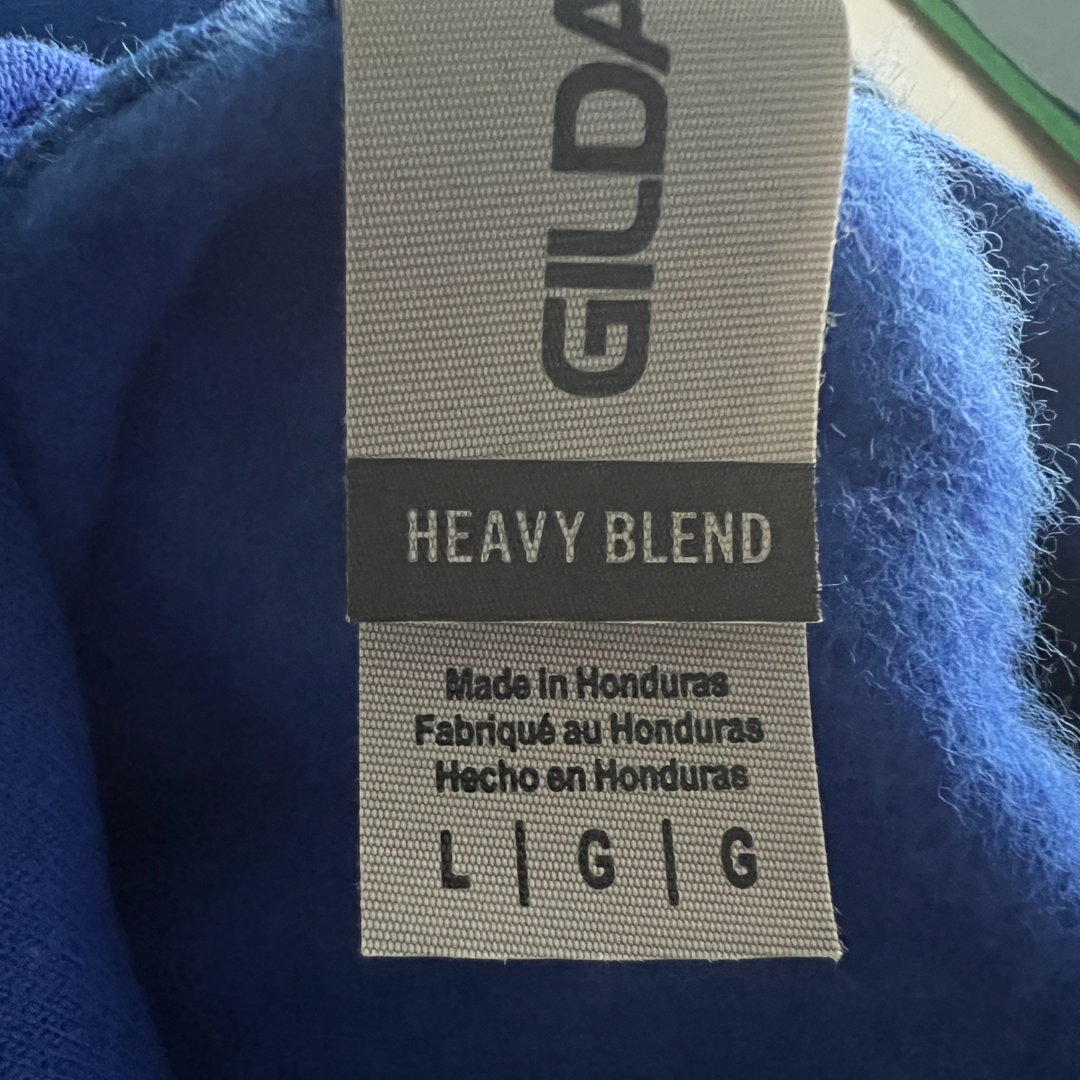 GILDA
HEAVY BLEND
Made in Honduras
Fabriqué au Honduras
Hecho en Honduras
L | G | G